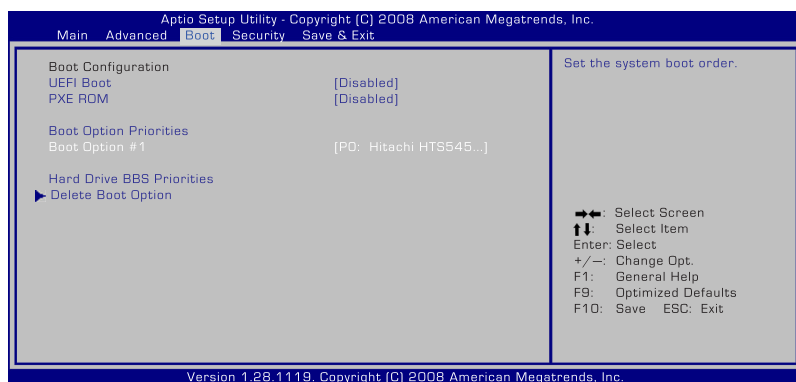 Aptio Setup Utility - Copyright (C) 2008 American Megatrends, Inc.
Main Advanced Boot Security Save & Exit
Boot Configuration
UEFI Boot [Disabled]
PXE ROM [Disabled]
Boot Option Priorities
Boot Option #1 [P0: Hitachi HTS545...]
Hard Drive BBS Priorities
Delete Boot Option
Set the system boot order.
➡⬅: Select Screen
⬆⬇: Select Item
Enter: Select
+/—: Change Opt.
F1: General Help
F9: Optimized Defaults
F10: Save ESC: Exit
Version 1.28.1119. Copyright (C) 2008 American Megatrends, Inc.